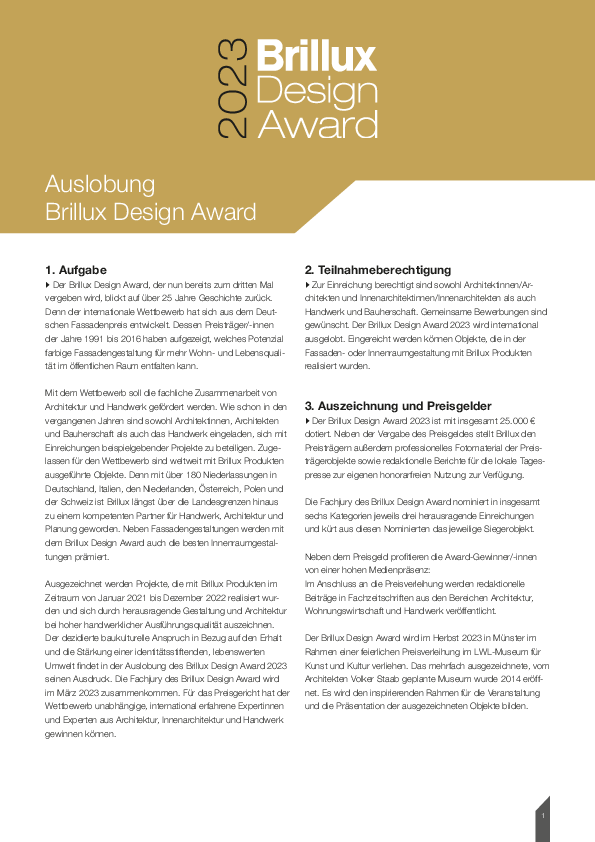 2023
Brillux
Design
Award
Auslobung
Brillux Design Award
1. Aufgabe
Der Brillux Design Award, der nun bereits zum dritten Mal
vergeben wird, blickt auf über 25 Jahre Geschichte zurück.
Denn der internationale Wettbewerb hat sich aus dem Deut-
schen Fassadenpreis entwickelt. Dessen Preisträger/-innen
der Jahre 1991 bis 2016 haben aufgezeigt, welches Potenzial
farbige Fassadengestaltung für mehr Wohn- und Lebensquali-
tät im öffentlichen Raum entfalten kann.
Mit dem Wettbewerb soll die fachliche Zusammenarbeit von
Architektur und Handwerk gefördert werden. Wie schon in den
vergangenen Jahren sind sowohl Architektinnen, Architekten
und Bauherschaft als auch das Handwerk eingeladen, sich mit
Einreichungen beispielgebender Projekte zu beteiligen. Zuge-
lassen für den Wettbewerb sind weltweit mit Brillux Produkten
ausgeführte Objekte. Denn mit über 180 Niederlassungen in
Deutschland, Italien, den Niederlanden, Österreich, Polen und
der Schweiz ist Brillux längst über die Landesgrenzen hinaus
zu einem kompetenten Partner für Handwerk, Architektur und
Planung geworden. Neben Fassadengestaltungen werden mit
dem Brillux Design Award auch die besten Innenraumgestal-
tungen prämiert.
Ausgezeichnet werden Projekte, die mit Brillux Produkten im
Zeitraum von Januar 2021 bis Dezember 2022 realisiert wur-
den und sich durch herausragende Gestaltung und Architektur
bei hoher handwerklicher Ausführungsqualität auszeichnen.
Der dezidierte baukulturelle Anspruch in Bezug auf den Erhalt
und die Stärkung einer identitätsstiftenden, lebenswerten
Umwelt findet in der Auslobung des Brillux Design Award 2023
seinen Ausdruck. Die Fachjury des Brillux Design Award wird
im März 2023 zusammenkommen. Für das Preisgericht hat der
Wettbewerb unabhängige, international erfahrene Expertinnen
und Experten aus Architektur, Innenarchitektur und Handwerk
gewinnen können.
2. Teilnahmeberechtigung
Zur Einreichung berechtigt sind sowohl Architektinnen/Ar-
chitekten und Innenarchitektinnen/Innenarchitekten als auch
Handwerk und Bauherschaft. Gemeinsame Bewerbungen sind
gewünscht. Der Brillux Design Award 2023 wird international
ausgelobt. Eingereicht werden können Objekte, die in der
Fassaden- oder Innenraumgestaltung mit Brillux Produkten
realisiert wurden.
3. Auszeichnung und Preisgelder
Der Brillux Design Award 2023 ist mit insgesamt 25.000 €
dotiert. Neben der Vergabe des Preisgeldes stellt Brillux den
Preisträgern außerdem professionelles Fotomaterial der Preis-
trägerobjekte sowie redaktionelle Berichte für die lokale Tages-
presse zur eigenen honorarfreien Nutzung zur Verfügung.
Die Fachjury des Brillux Design Award nominiert in insgesamt
sechs Kategorien jeweils drei herausragende Einreichungen
und kürt aus diesen Nominierten das jeweilige Siegerobjekt.
Neben dem Preisgeld profitieren die Award-Gewinner/-innen
von einer hohen Medienpräsenz:
Im Anschluss an die Preisverleihung werden redaktionelle
Beiträge in Fachzeitschriften aus den Bereichen Architektur,
Wohnungswirtschaft und Handwerk veröffentlicht.
Der Brillux Design Award wird im Herbst 2023 in Münster im
Rahmen einer feierlichen Preisverleihung im LWL-Museum für
Kunst und Kultur verliehen. Das mehrfach ausgezeichnete, vom
Architekten Volker Staab geplante Museum wurde 2014 eröff-
net. Es wird den inspirierenden Rahmen für die Veranstaltung
und die Präsentation der ausgezeichneten Objekte bilden.
1